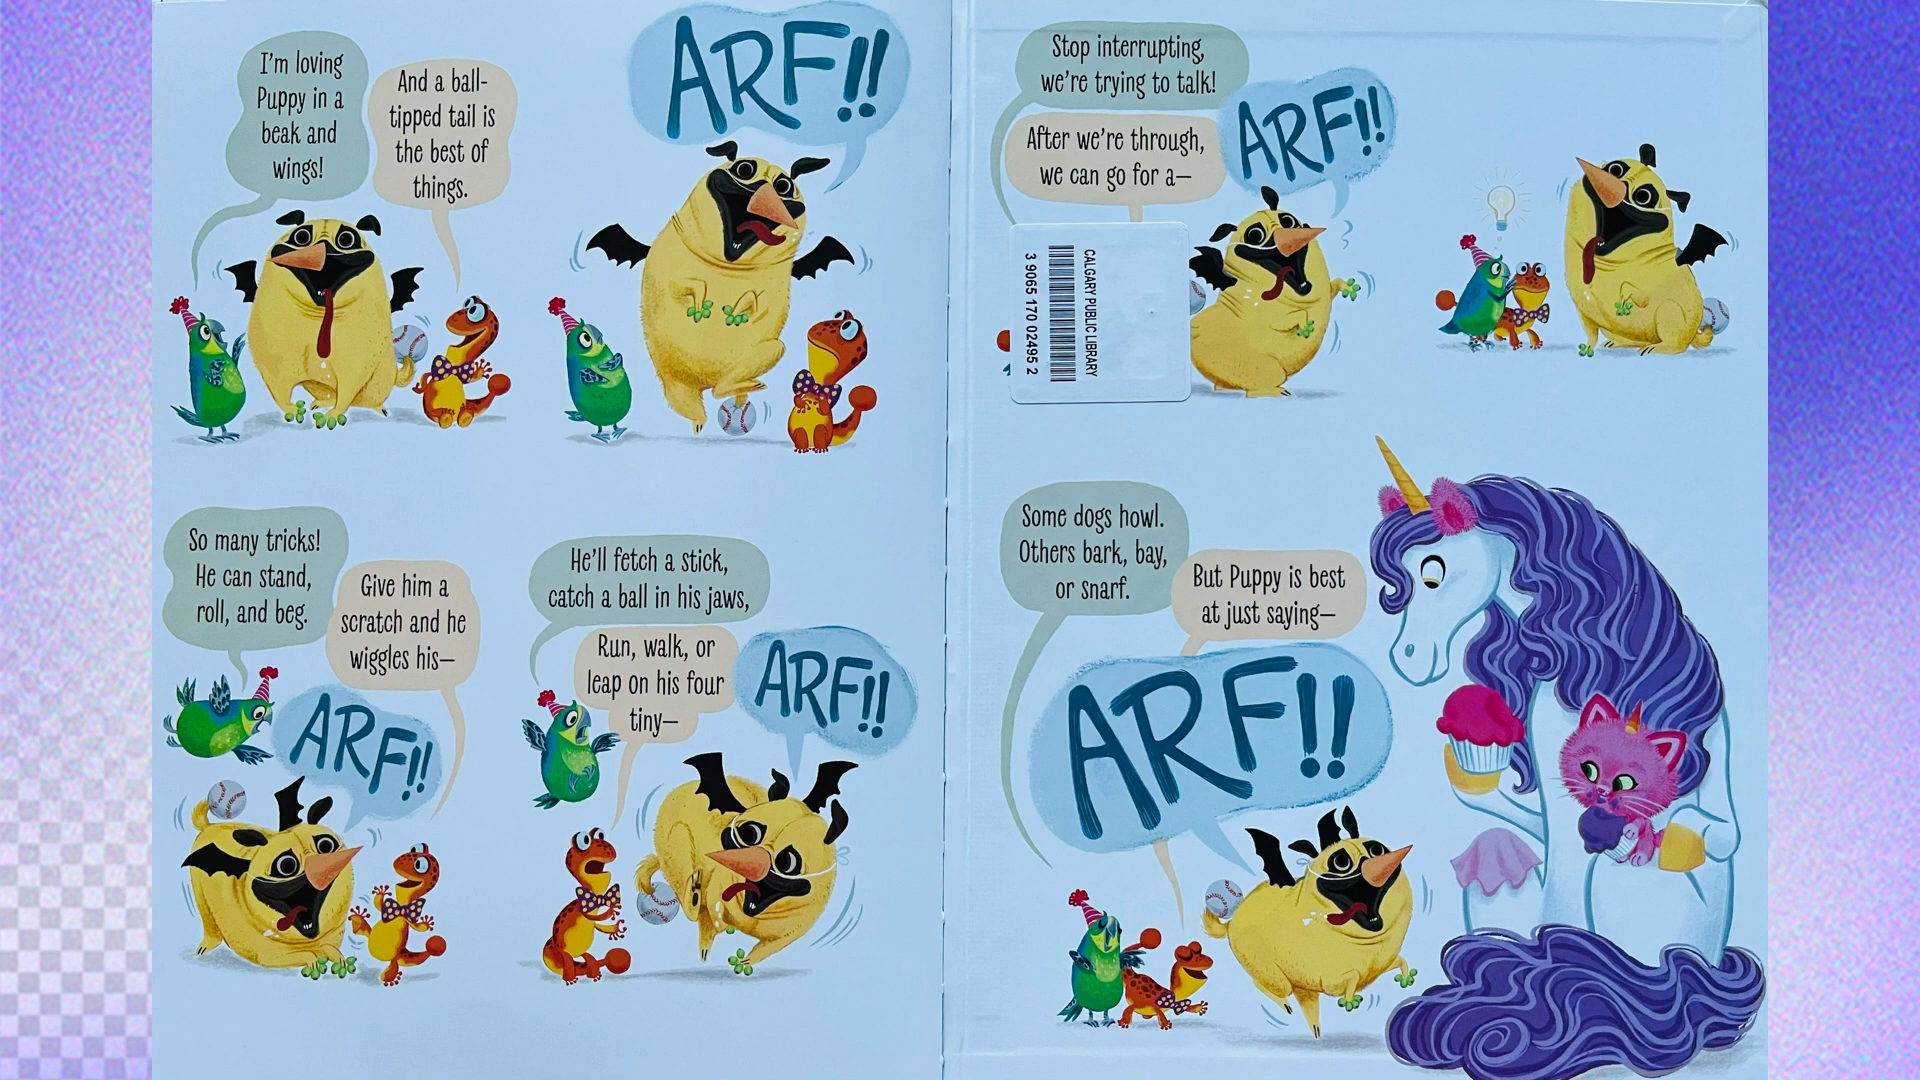 I'm loving
Puppy in a
beak and
wings!
And a ball-
tipped tail is
the best of
things.
ARF!!
So many tricks!
He can stand,
roll, and beg.
Give him a
scratch and he
wiggles his—
ARF!!
He'll fetch a stick,
catch a ball in his jaws,
Run, walk, or
leap on his four
tiny—
ARF!!
Stop interrupting,
we're trying to talk!
After we're through,
we can go for a—
ARF!!
CALGARY PUBLIC LIBRARY
3 9065 170 02495 2
Some dogs howl.
Others bark, bay,
or snarf.
But Puppy is best
at just saying—
ARF!!